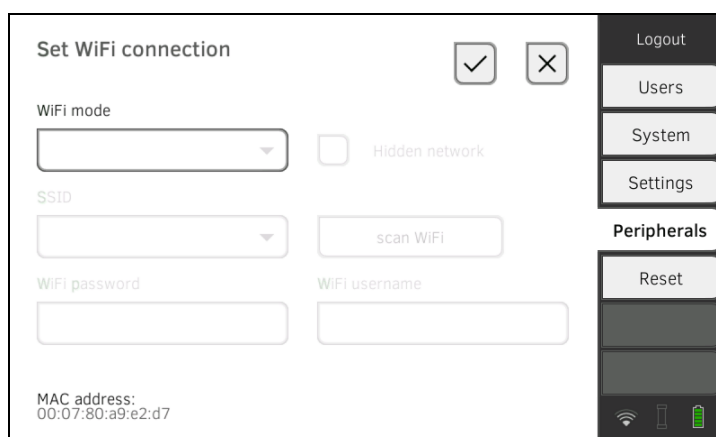 Set WiFi connection
WiFi mode
Hidden network
SSID
scan WiFi
WiFi password
WiFi username
MAC address:
00:07:80:a9:e2:d7
Logout
Users
System
Settings
Peripherals
Reset